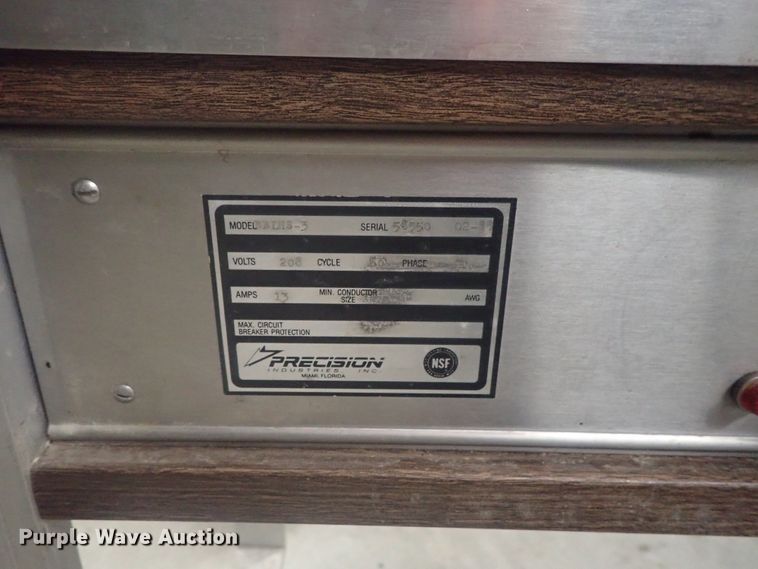 MODEL SERIAL
VOLTS 208 CYCLE 60 PHASE
AMPS 13 MIN. CONDUCTOR SIZE AWG
MAX. CIRCUIT
BREAKER PROTECTION
PRECISION
INDUSTRIES, INC.
MIAMI, FLORIDA
NSF
Purple Wave Auction